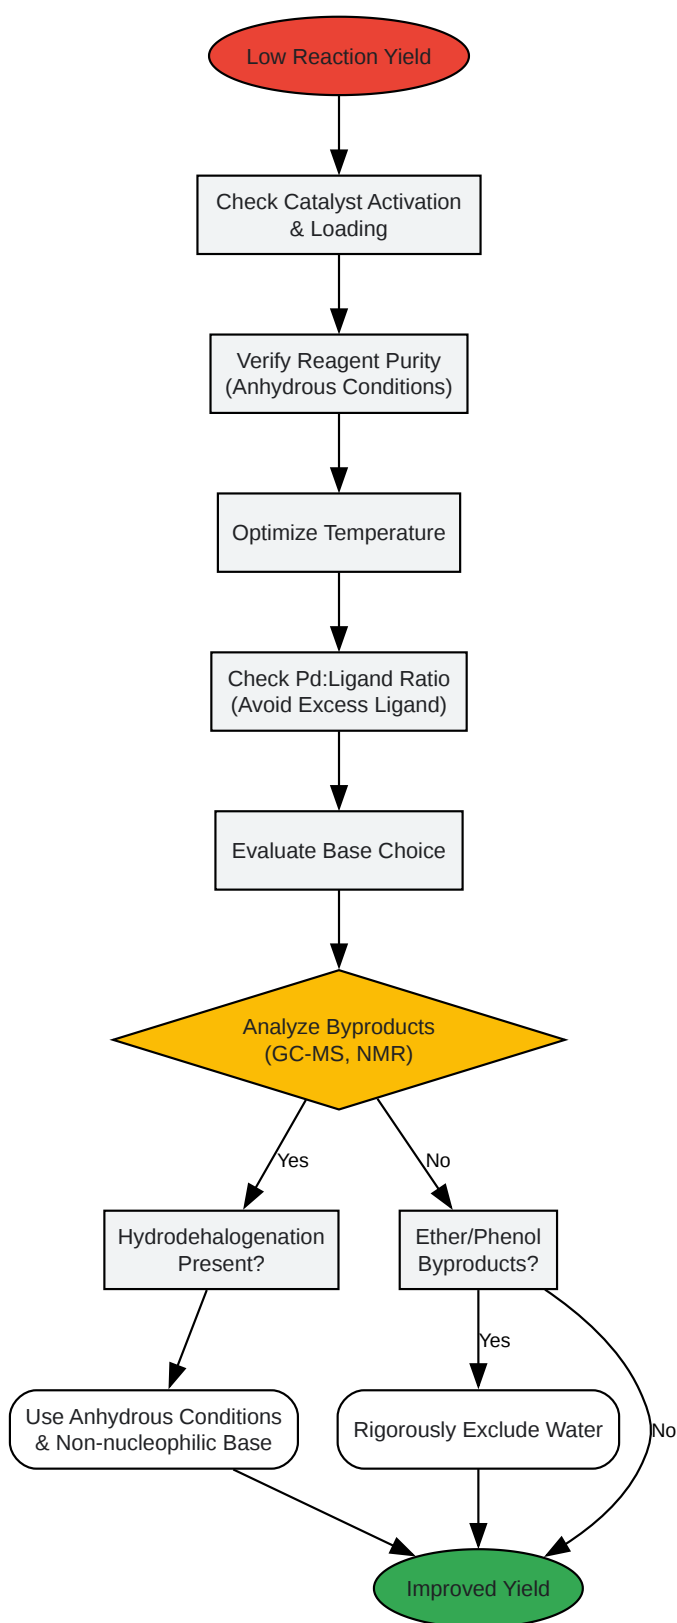 Low Reaction Yield
Check Catalyst Activation
& Loading
Verify Reagent Purity
(Anhydrous Conditions)
Optimize Temperature
Check Pd:Ligand Ratio
(Avoid Excess Ligand)
Evaluate Base Choice
Analyze Byproducts
(GC-MS, NMR)
Yes
No
Hydrodehalogenation
Present?
Ether/Phenol
Byproducts?
Yes
Use Anhydrous Conditions
& Non-nucleophilic Base
Rigorously Exclude Water
No
Improved Yield